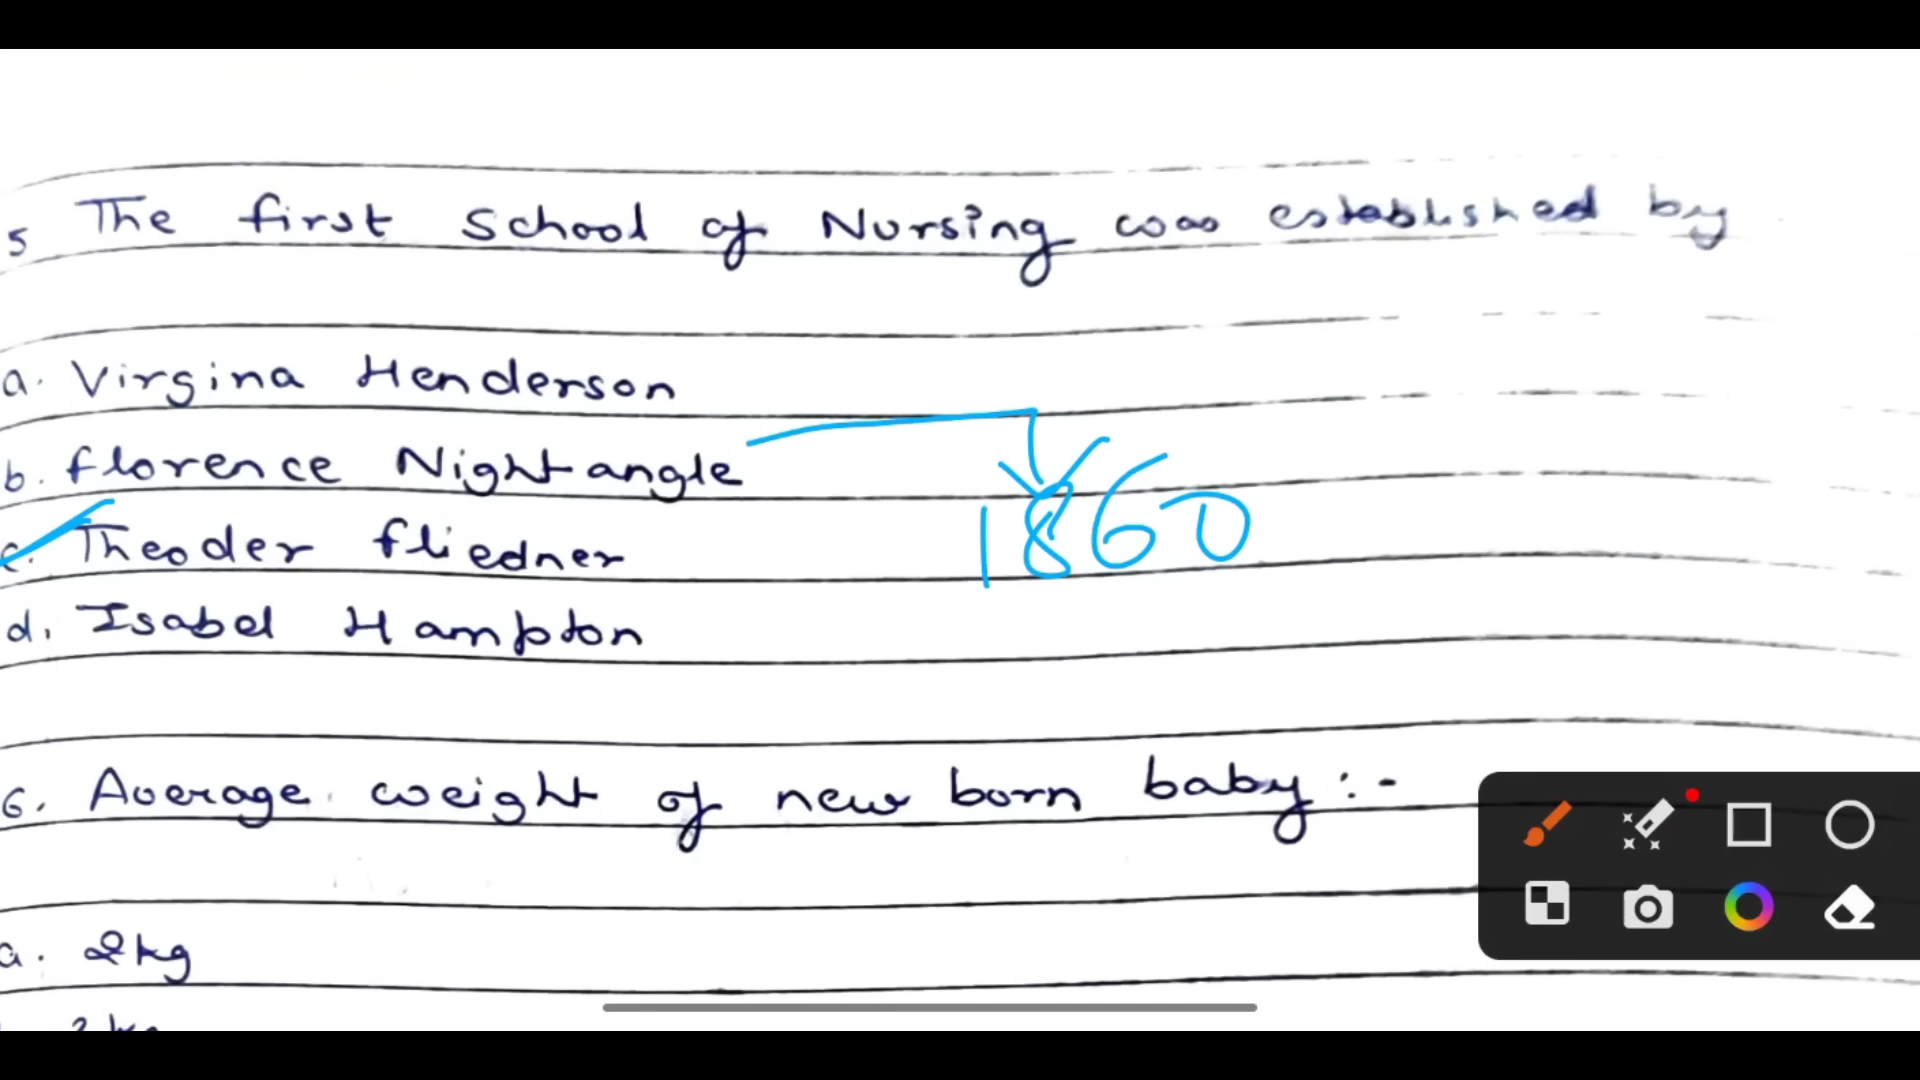 5 The first School of Nursing was established by
a. Virgina Henderson
b. Florence Nightangle
1860
c. Theoder fliedner
d. Isabel Hampton
6. Average weight of new born baby :-
a. 2kg